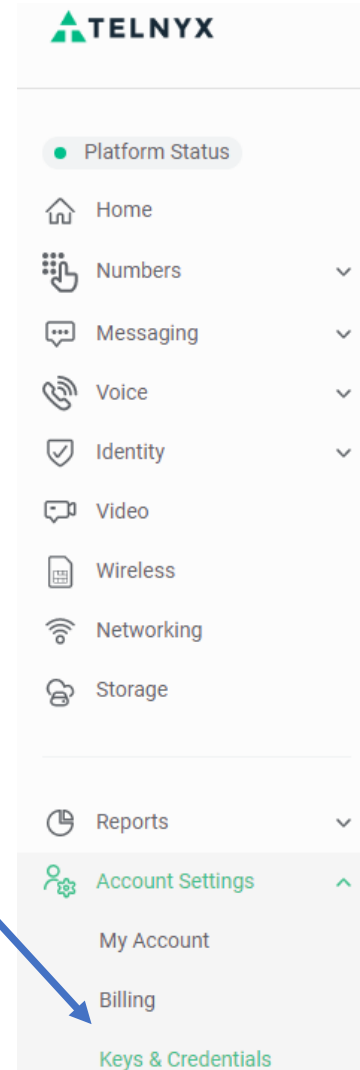 TELNYX
Platform Status
Home
Numbers
Messaging
Voice
Identity
Video
Wireless
Networking
Storage
Reports
Account Settings
My Account
Billing
Keys & Credentials